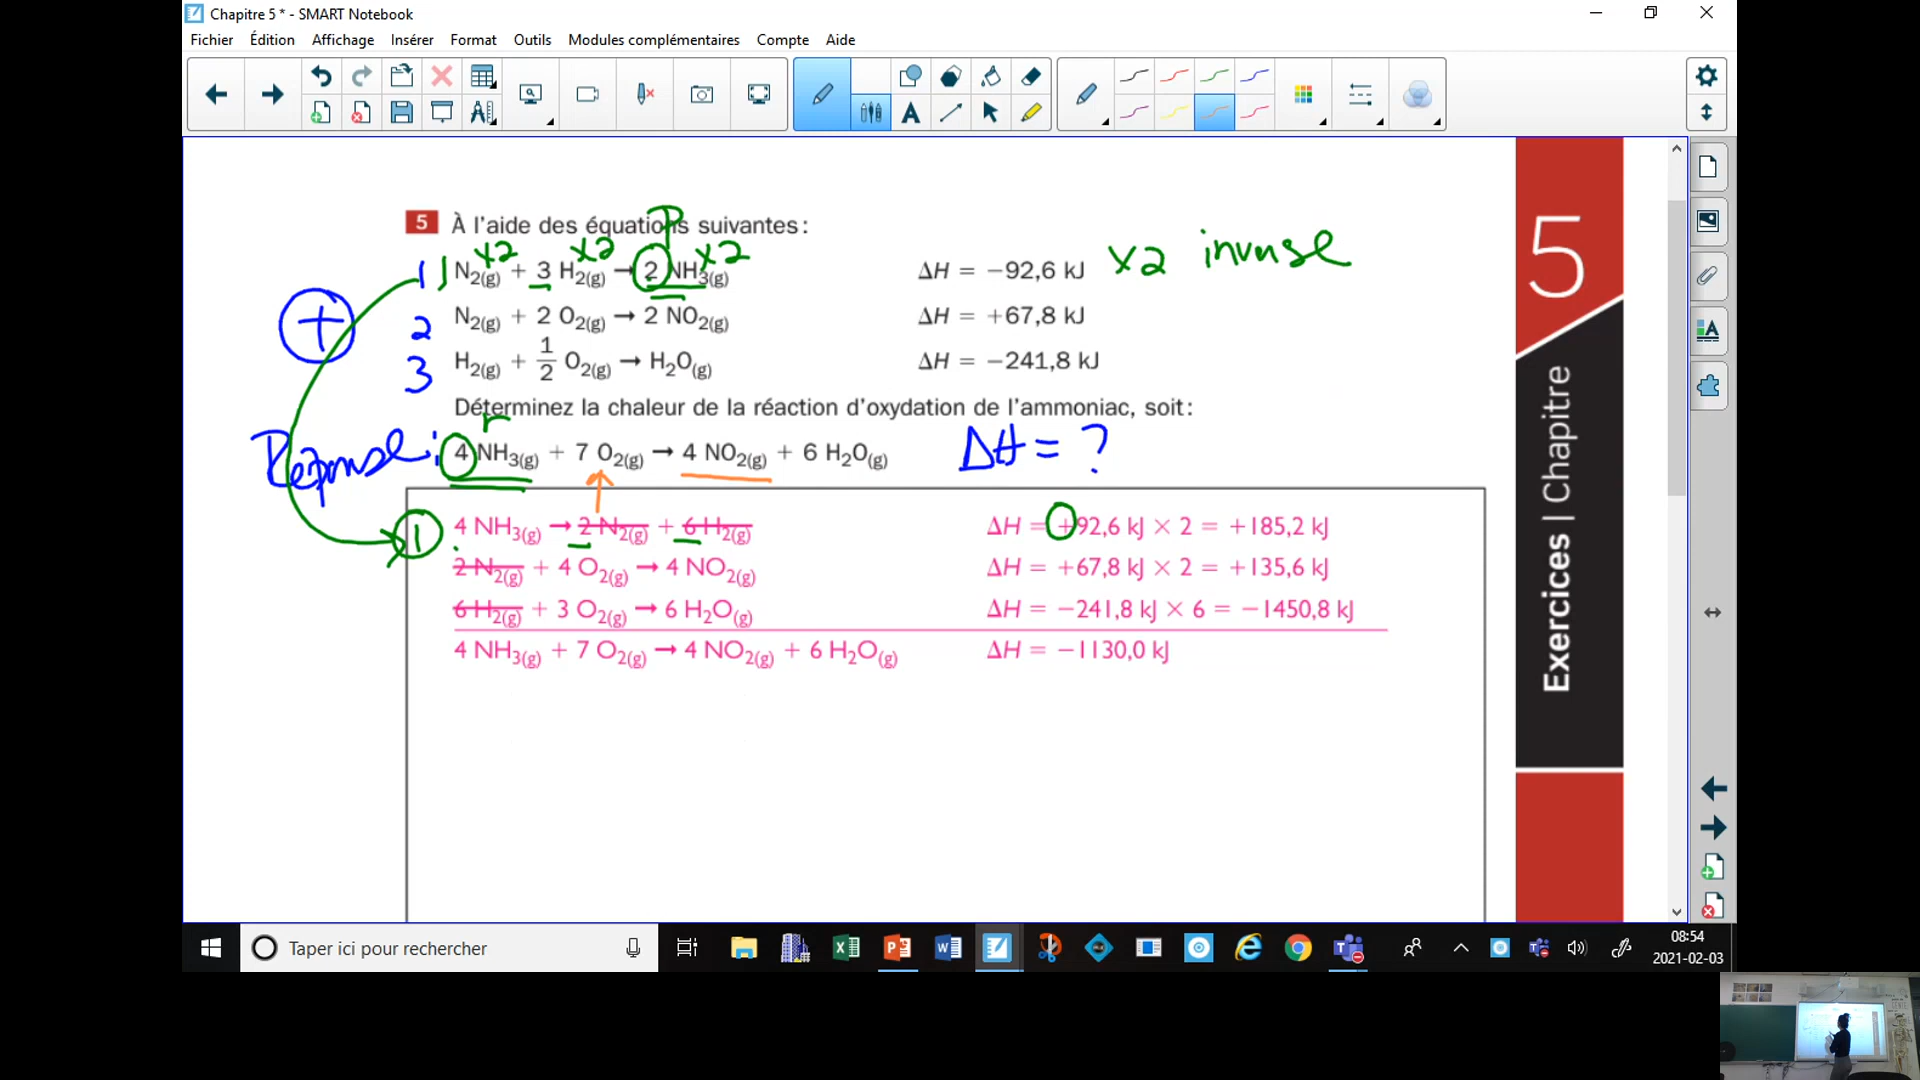 Chapitre 5 * - SMART Notebook
Fichier Édition Affichage Insérer Format Outils Modules complémentaires Compte Aide
5 À l'aide des équations suivantes :
P
x2 x2 x2
1) N2(g) + 3 H2(g) → 2 NH3(g) ΔH = −92,6 kJ x2 inverse
2 N2(g) + 2 O2(g) → 2 NO2(g) ΔH = +67,8 kJ
3 H2(g) + 1/2 O2(g) → H2O(g) ΔH = −241,8 kJ
+
Déterminez la chaleur de la réaction d'oxydation de l'ammoniac, soit :
r
Réponse : 4 NH3(g) + 7 O2(g) → 4 NO2(g) + 6 H2O(g) ΔH = ?
1 4 NH3(g) → 2 N2(g) + 6 H2(g) ΔH = +92,6 kJ × 2 = +185,2 kJ
2 N2(g) + 4 O2(g) → 4 NO2(g) ΔH = +67,8 kJ × 2 = +135,6 kJ
6 H2(g) + 3 O2(g) → 6 H2O(g) ΔH = −241,8 kJ × 6 = −1450,8 kJ
4 NH3(g) + 7 O2(g) → 4 NO2(g) + 6 H2O(g) ΔH = −1130,0 kJ
5
Exercices | Chapitre
Taper ici pour rechercher
08:54
2021-02-03